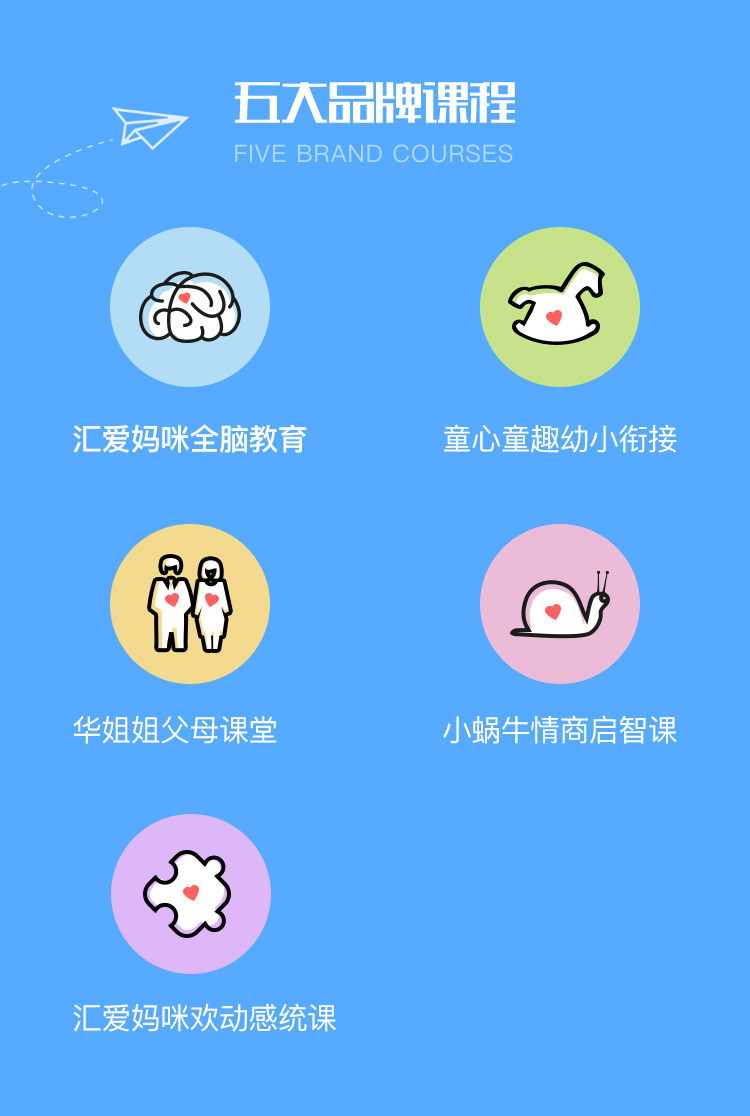 五大品牌课程
FIVE BRAND COURSES
汇爱妈咪全脑教育
童心童趣幼小衔接
华姐姐父母课堂
小蜗牛情商启智课
汇爱妈咪欢动感统课